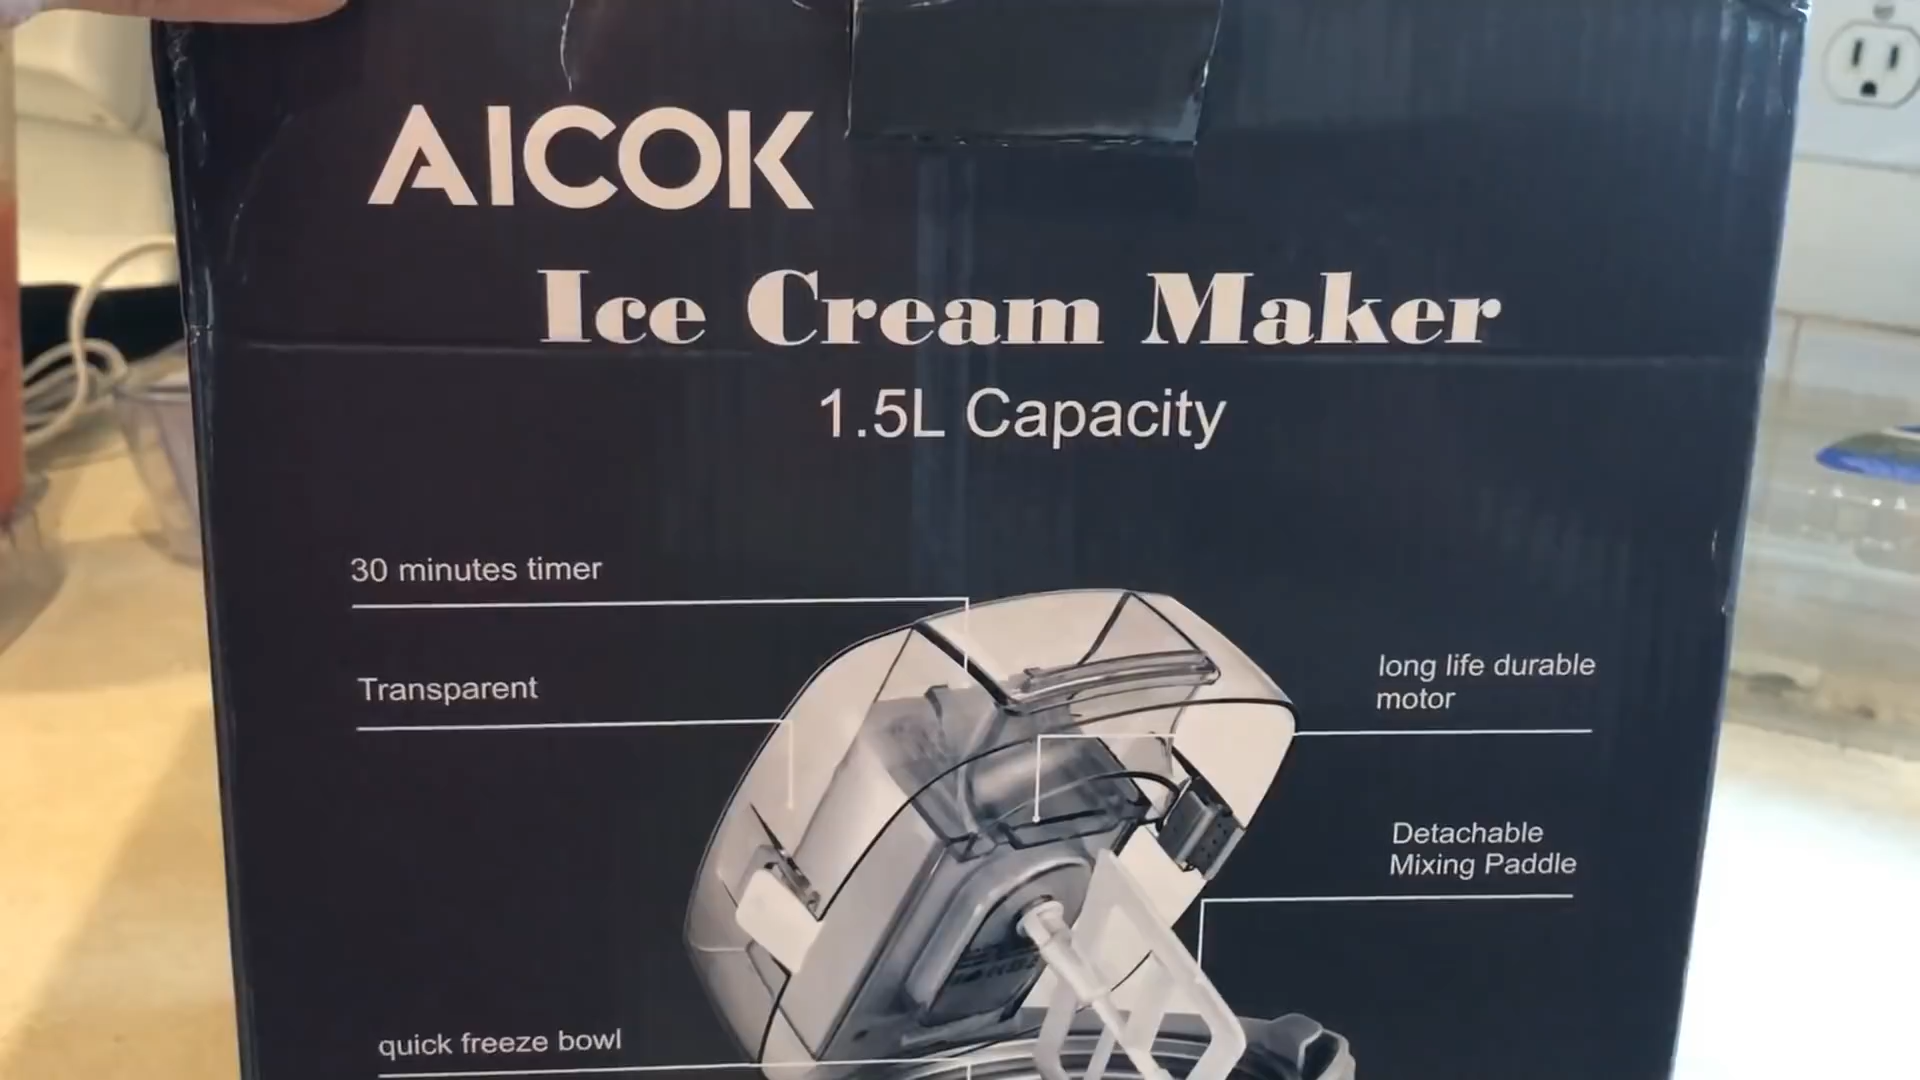 AICOK
Ice Cream Maker
1.5L Capacity
30 minutes timer
Transparent
long life durable
motor
Detachable
Mixing Paddle
quick freeze bowl